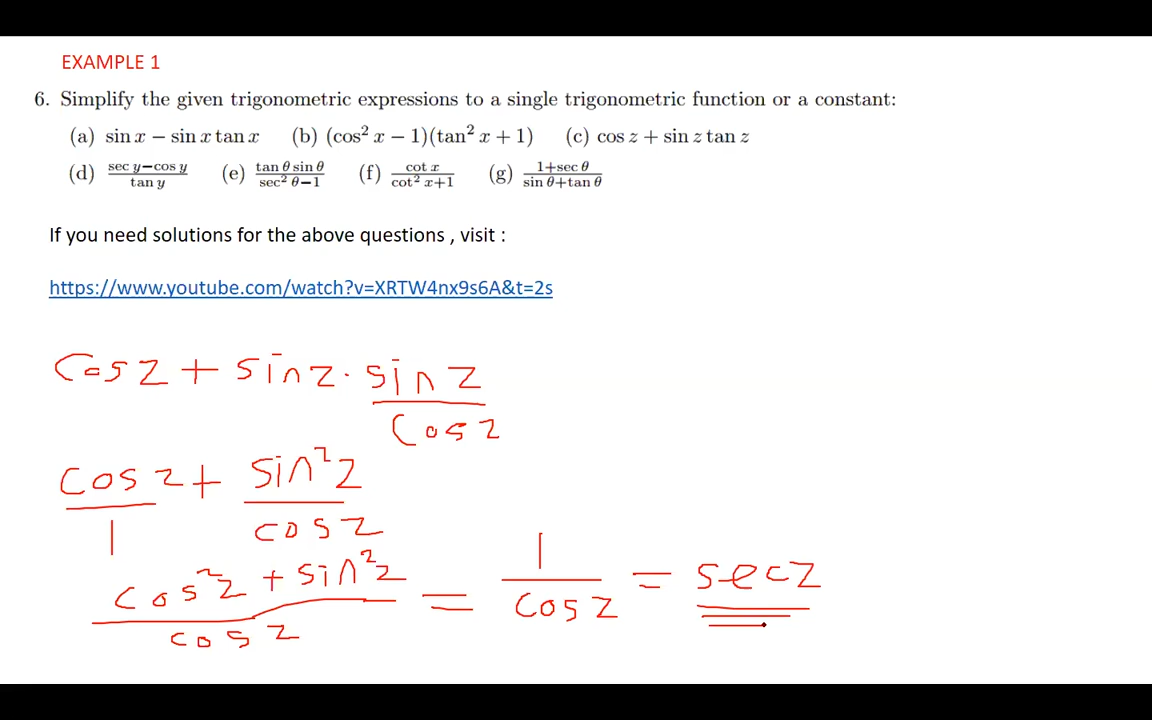 EXAMPLE 1
6. Simplify the given trigonometric expressions to a single trigonometric function or a constant:
(a) sin x − sin x tan x (b) (cos² x − 1)(tan² x + 1) (c) cos z + sin z tan z
(d) sec y−cos y / tan y (e) tan θ sin θ / sec² θ−1 (f) cot x / cot² x+1 (g) 1+sec θ / sin θ+tan θ
If you need solutions for the above questions , visit :
https://www.youtube.com/watch?v=XRTW4nx9s6A&t=2s
cos z + sin z · sin z / cos z
cos z / 1 + sin² z / cos z
cos² z + sin² z / cos z = 1 / cos z = sec z